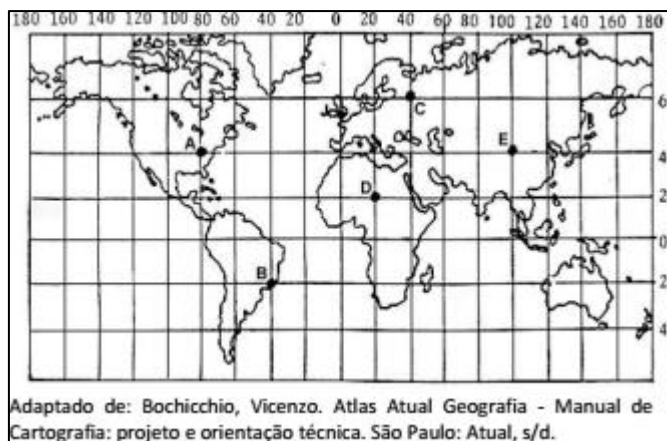 180 160 140 120 100 80 60 40 20 0 20 40 60 80 100 120 140 160 180
6
C
A
E
4
D
2
0
B
2
4
Adaptado de: Bochicchio, Vicenzo. Atlas Atual Geografia - Manual de
Cartografia: projeto e orientação técnica. São Paulo: Atual, s/d.